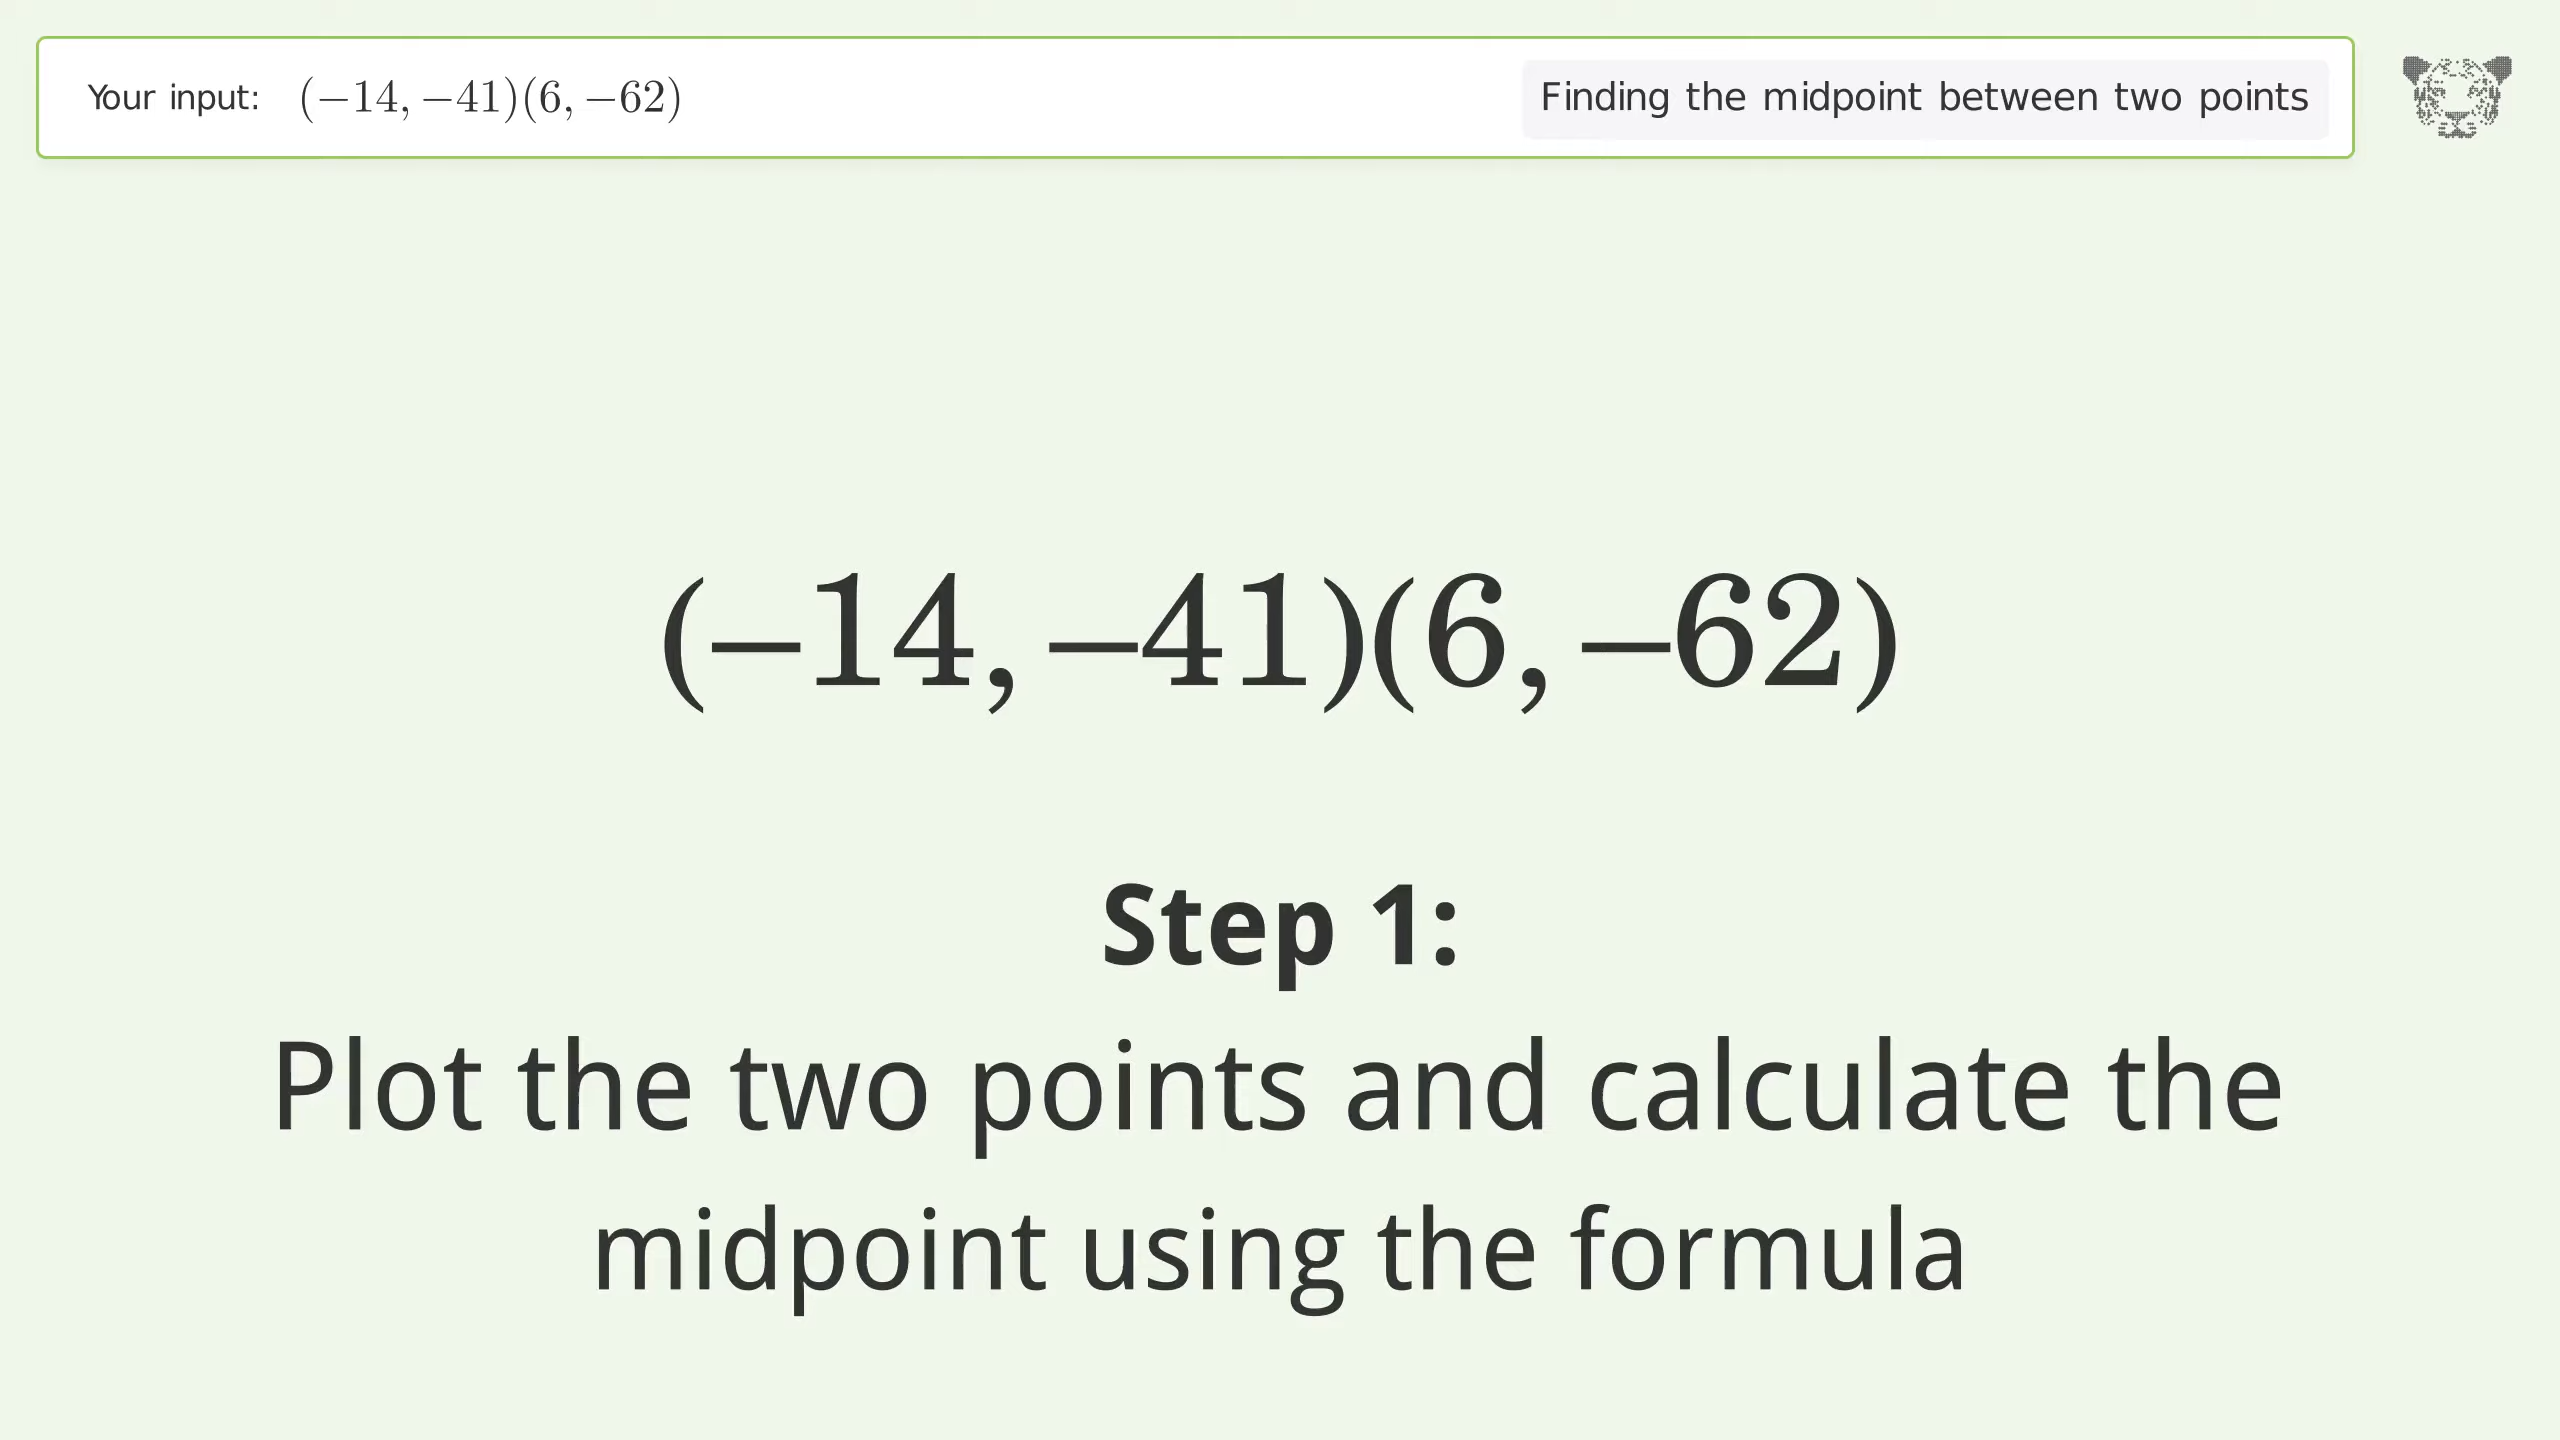 Your input: (−14, −41)(6, −62)
Finding the midpoint between two points
(−14, −41)(6, −62)
Step 1:
Plot the two points and calculate the
midpoint using the formula